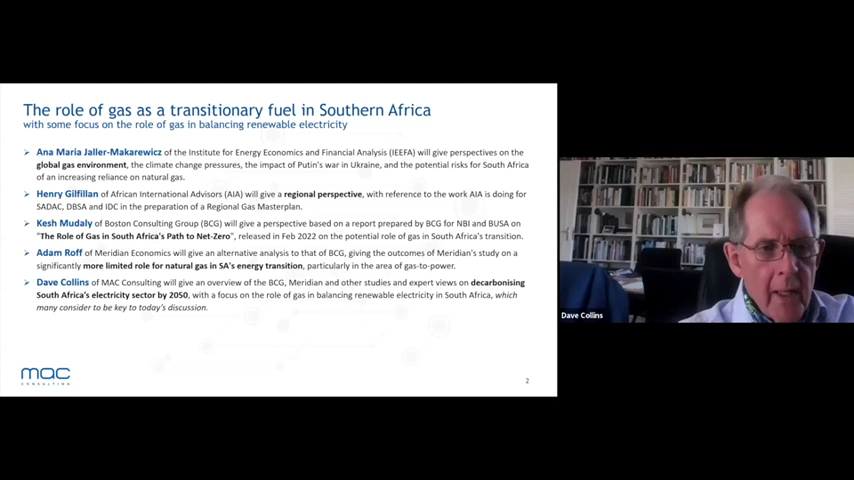 The role of gas as a transitionary fuel in Southern Africa
with some focus on the role of gas in balancing renewable electricity
➢ Ana Maria Jaller-Makarewicz of the Institute for Energy Economics and Financial Analysis (IEEFA) will give perspectives on the
global gas environment, the climate change pressures, the impact of Putin's war in Ukraine, and the potential risks for South Africa
of an increasing reliance on natural gas.
➢ Henry Gilfillan of African International Advisors (AIA) will give a regional perspective, with reference to the work AIA is doing for
SADAC, DBSA and IDC in the preparation of a Regional Gas Masterplan.
➢ Kesh Mudaly of Boston Consulting Group (BCG) will give a perspective based on a report prepared by BCG for NBI and BUSA on
"The Role of Gas in South Africa's Path to Net-Zero", released in Feb 2022 on the potential role of gas in South Africa's transition.
➢ Adam Roff of Meridian Economics will give an alternative analysis to that of BCG, giving the outcomes of Meridian's study on a
significantly more limited role for natural gas in SA's energy transition, particularly in the area of gas-to-power.
➢ Dave Collins of MAC Consulting will give an overview of the BCG, Meridian and other studies and expert views on decarbonising
South Africa's electricity sector by 2050, with a focus on the role of gas in balancing renewable electricity in South Africa, which
many consider to be key to today's discussion.
mac
CONSULTING
2
Dave Collins